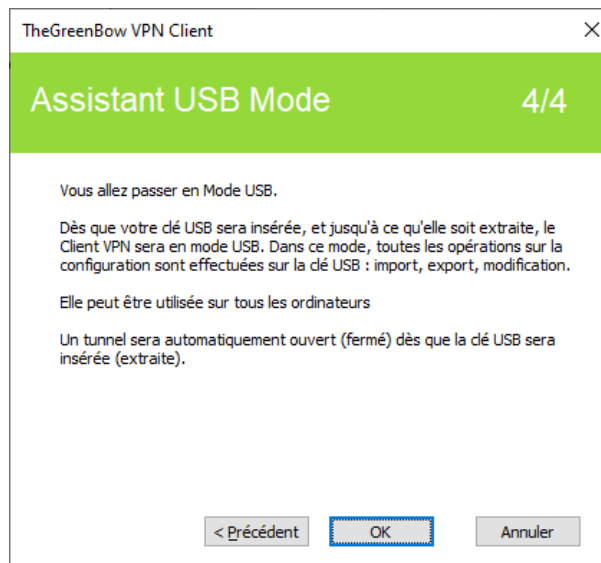 TheGreenBow VPN Client
Assistant USB Mode 4/4
Vous allez passer en Mode USB.
Dès que votre clé USB sera insérée, et jusqu'à ce qu'elle soit extraite, le
Client VPN sera en mode USB. Dans ce mode, toutes les opérations sur la
configuration sont effectuées sur la clé USB : import, export, modification.
Elle peut être utilisée sur tous les ordinateurs
Un tunnel sera automatiquement ouvert (fermé) dès que la clé USB sera
insérée (extraite).
< Précédent OK Annuler